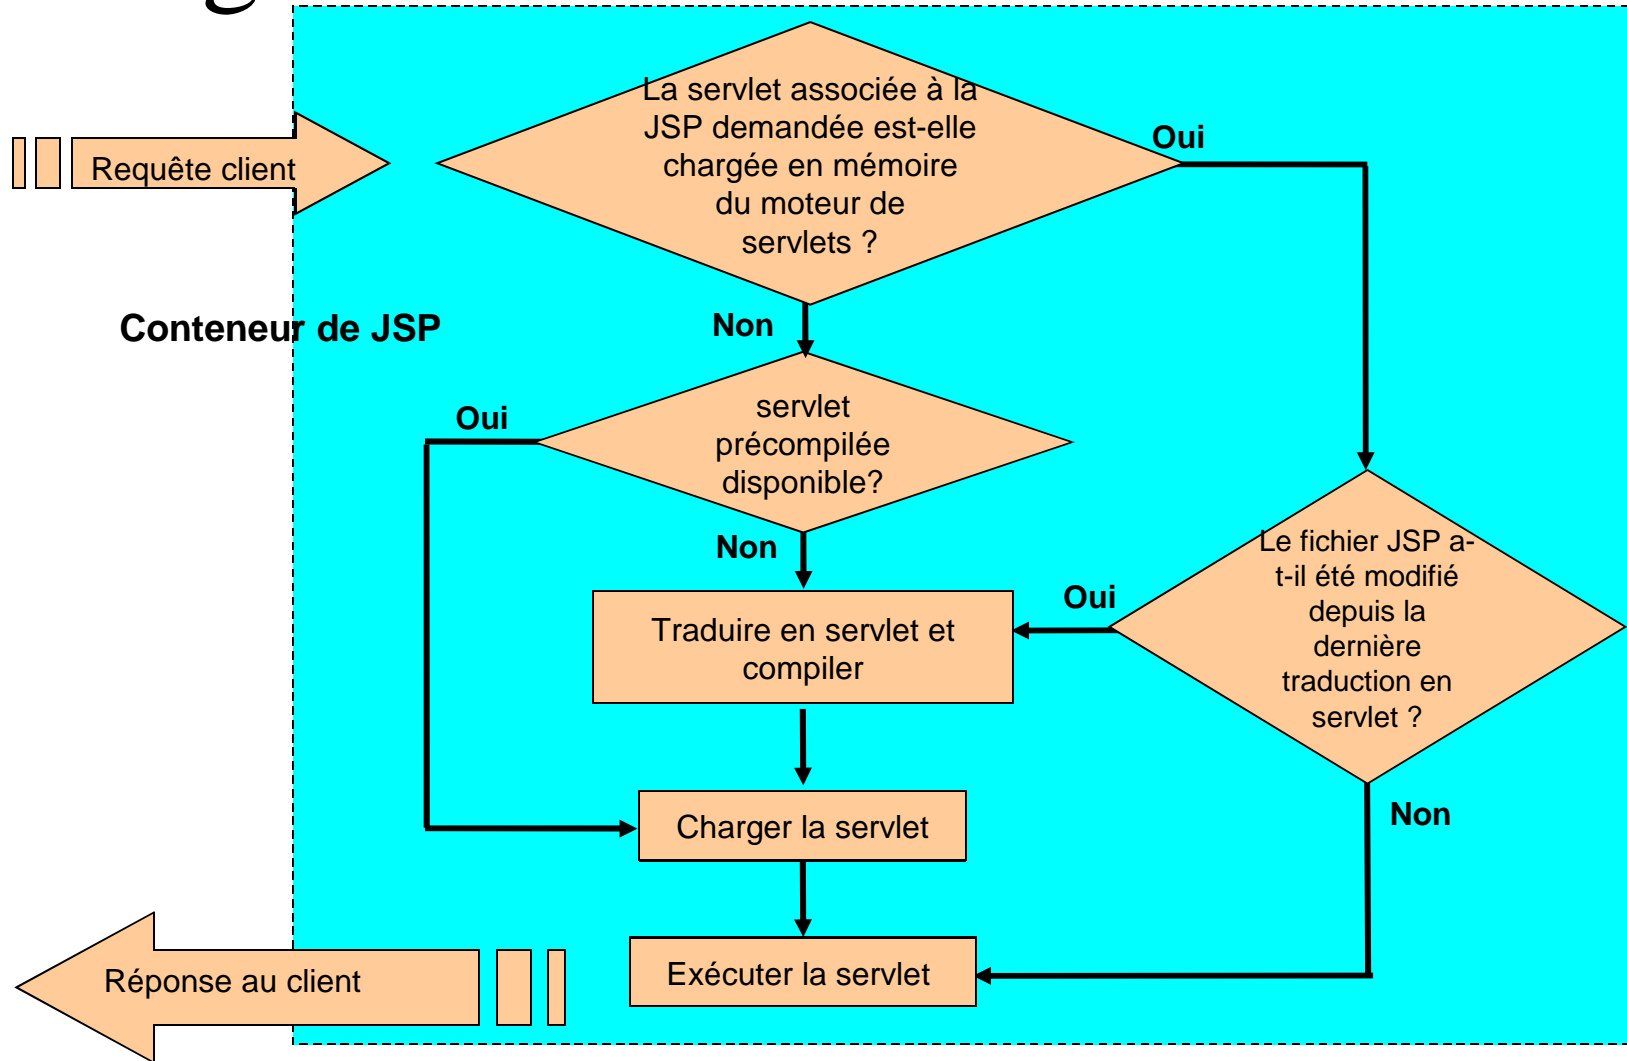 La servlet associée à la
JSP demandée est-elle
chargée en mémoire
du moteur de
servlets ?
Oui
Requête client
Conteneur de JSP
Non
Oui
servlet
précompilée
disponible?
Non
Le fichier JSP a-
t-il été modifié
depuis la
dernière
traduction en
servlet ?
Oui
Traduire en servlet et
compiler
Non
Charger la servlet
Réponse au client
Exécuter la servlet